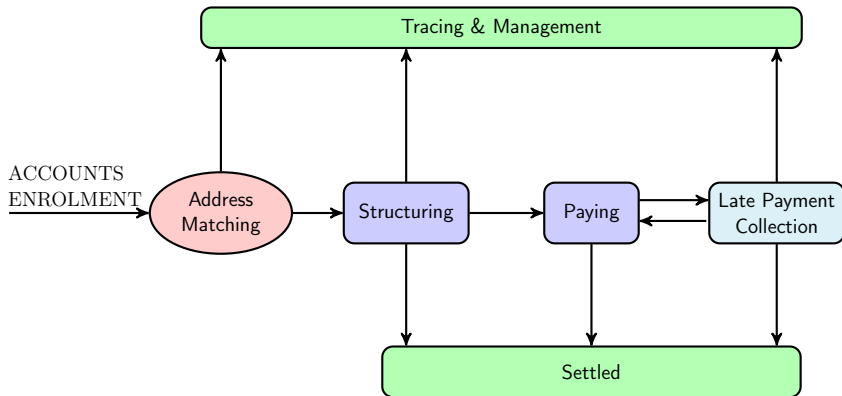 Tracing & Management
ACCOUNTS
ENROLMENT
Address
Matching
Structuring
Paying
Late Payment
Collection
Settled